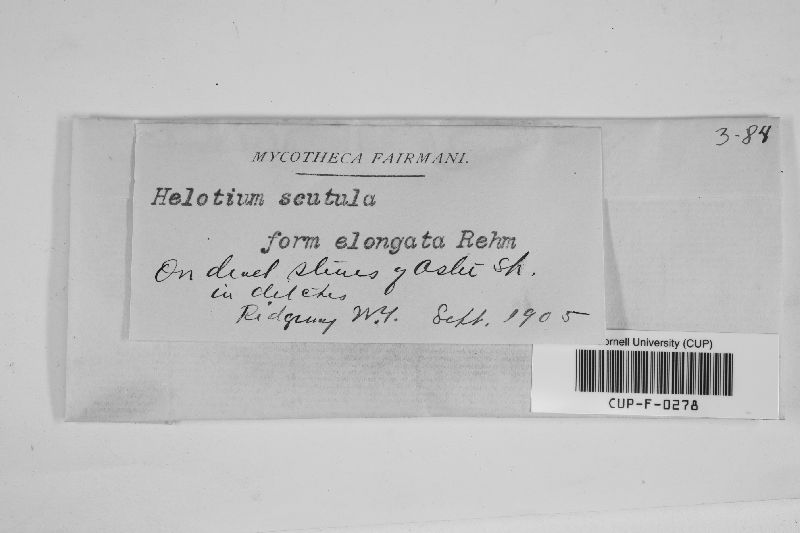 3-84
MYCOTHECA FAIRMANI.
Helotium scutula
form elongata Rehm
On dead stems of Aster Sp.
in ditches
Ridgway N.Y. Sept. 1905
ornell University (CUP)
CUP-F-0278